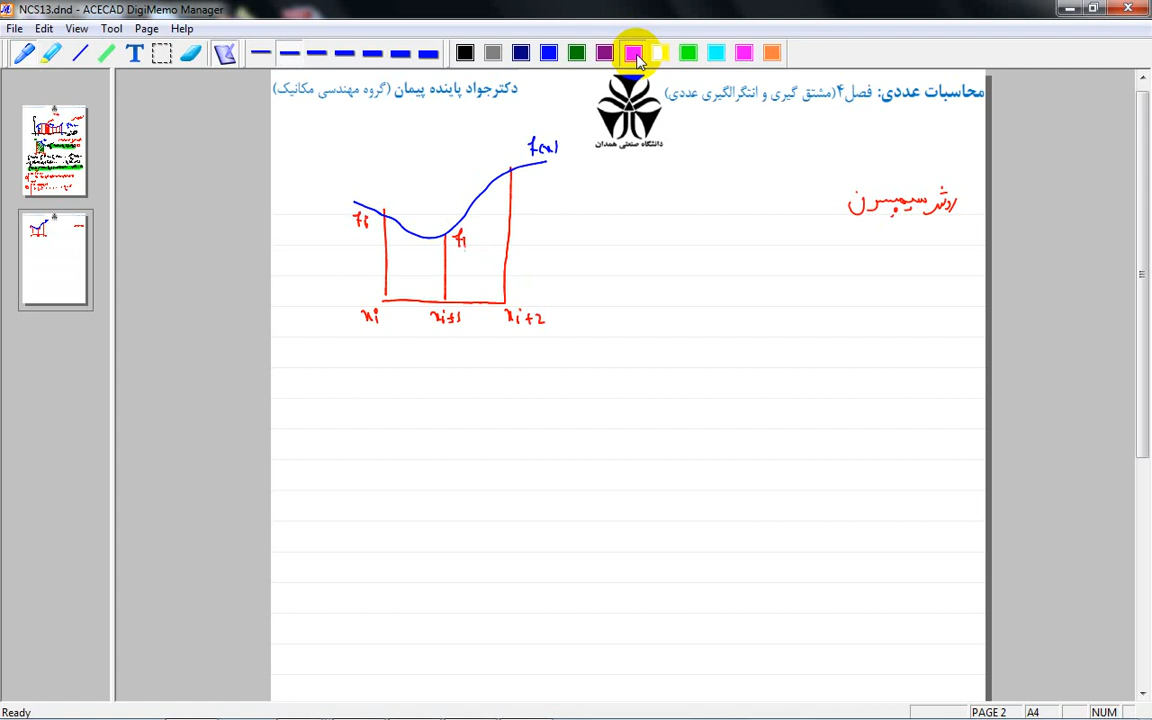 NCS13.dnd - ACECAD DigiMemo Manager
File Edit View Tool Page Help
محاسبات عددی: فصل۴(مشتق گیری و انتگرالگیری عددی)
دکترجواد پاینده پیمان (گروه مهندسی مکانیک)
دانشگاه صنعتی همدان
روش سیمپسون
f(x)
fi
f1
xi
xi+1
xi+2
Ready
PAGE 2 A4 NUM